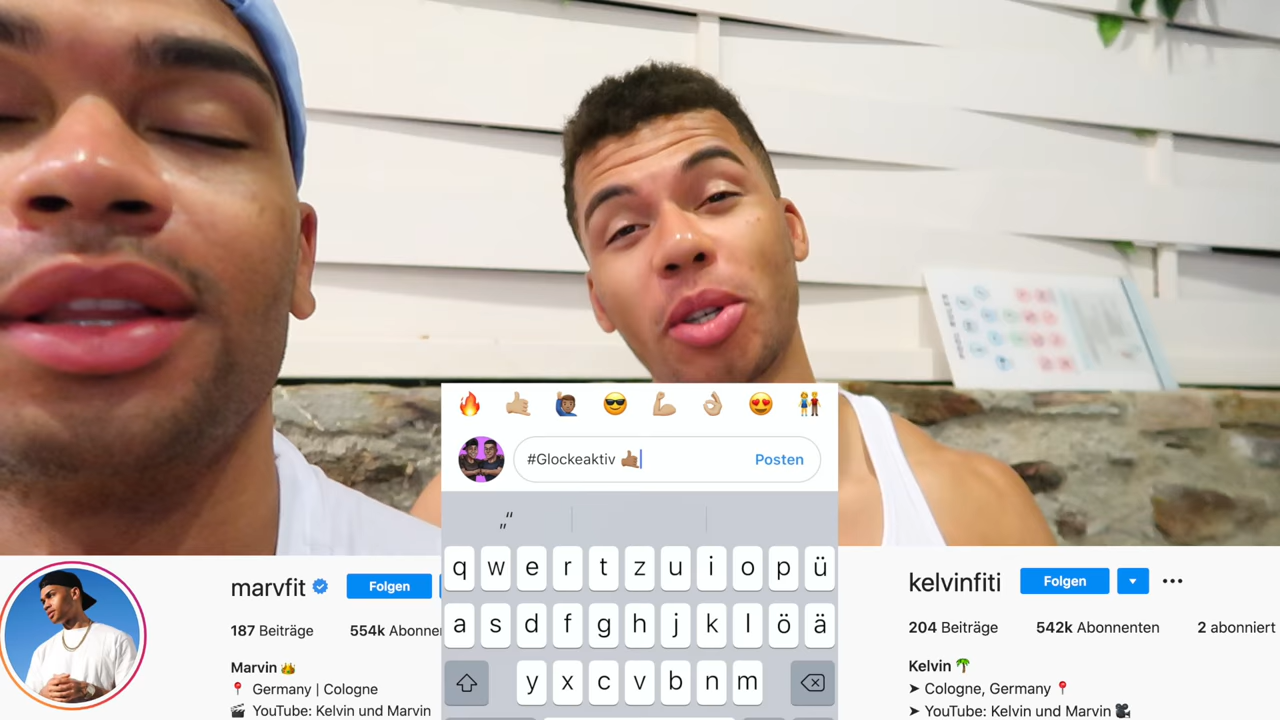 #Glockeaktiv 🤙🏽
Posten
„“
q w e r t z u i o p ü
a s d f g h j k l ö ä
y x c v b n m
marvfit
Folgen
187 Beiträge
554k Abonne
Marvin 👑
📍 Germany | Cologne
🎬 YouTube: Kelvin und Marvin
kelvinfiti
Folgen
204 Beiträge
542k Abonnenten
2 abonniert
Kelvin 🌴
➤ Cologne, Germany 📍
➤ YouTube: Kelvin und Marvin 🎥